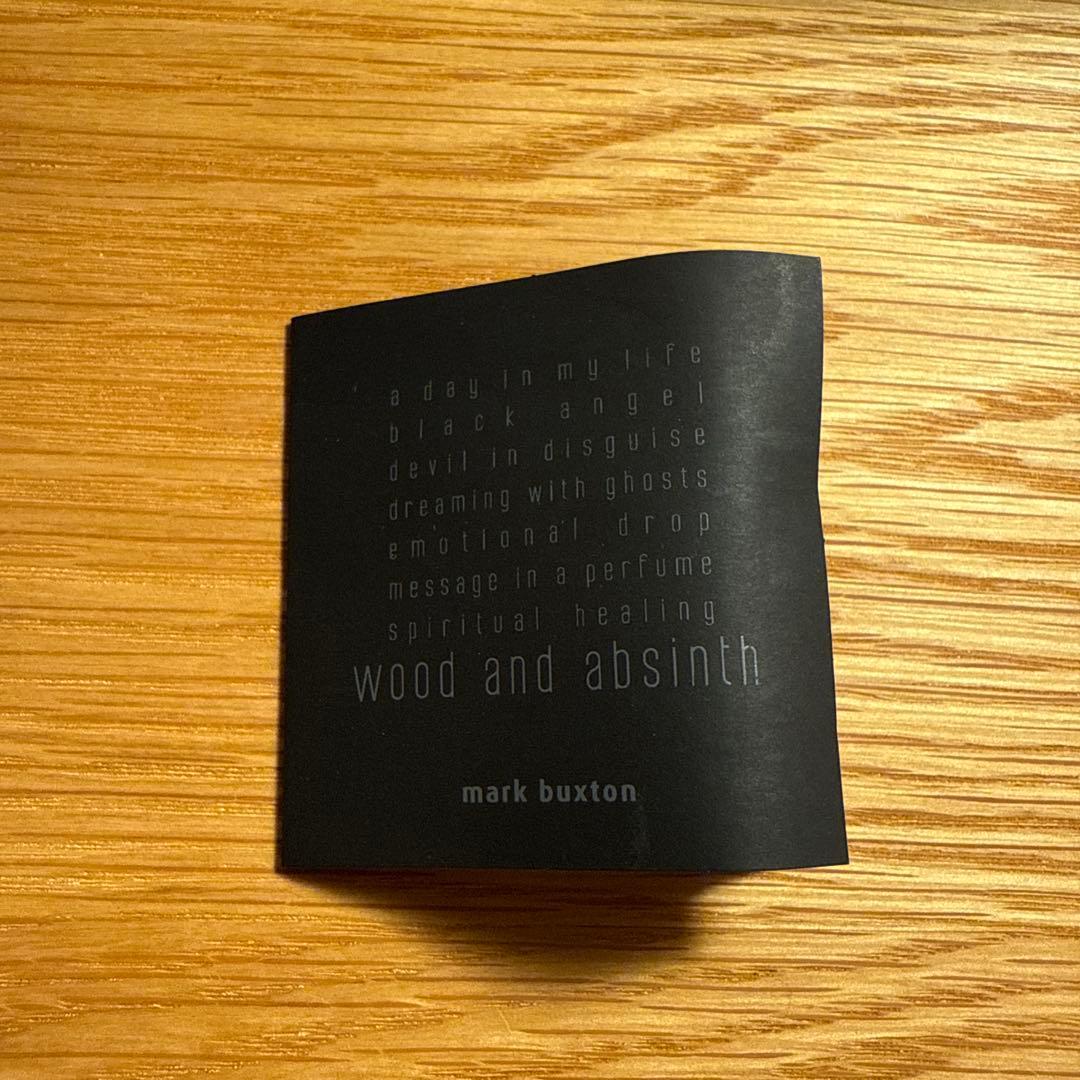 a day in my life
black angel
devil in disguise
dreaming with ghosts
emotional drop
message in a perfume
spiritual healing
wood and absinth
mark buxton